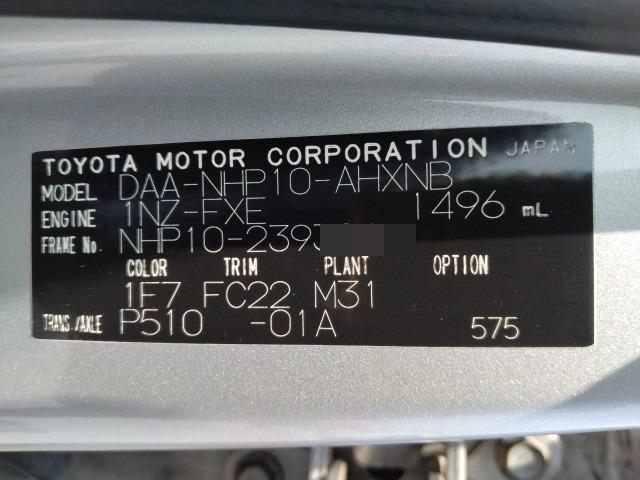 TOYOTA MOTOR CORPORATION JAPAN
MODEL DAA-NHP10-AHXNB
ENGINE 1NZ-FXE 1496 mL
FRAME No. NHP10-239
COLOR TRIM PLANT OPTION
1F7 FC22 M31
TRANS./AXLE P510 -01A 575